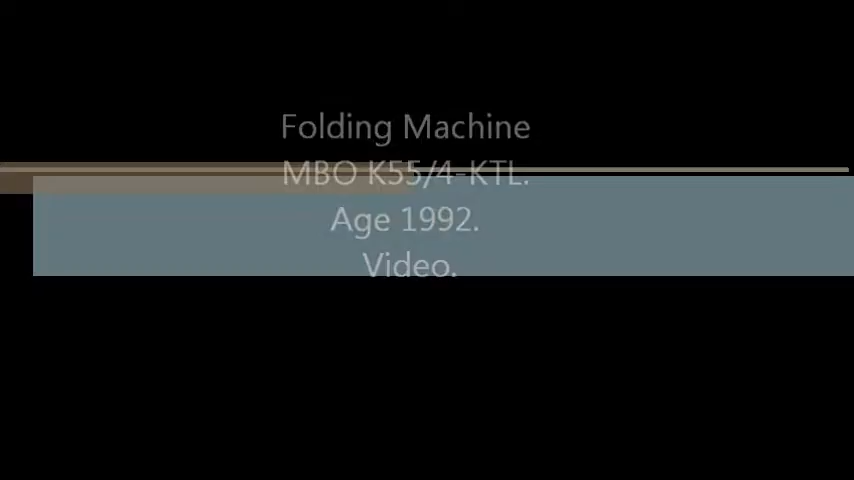 Folding Machine
MBO K55/4-KTL.
Age 1992.
Video.